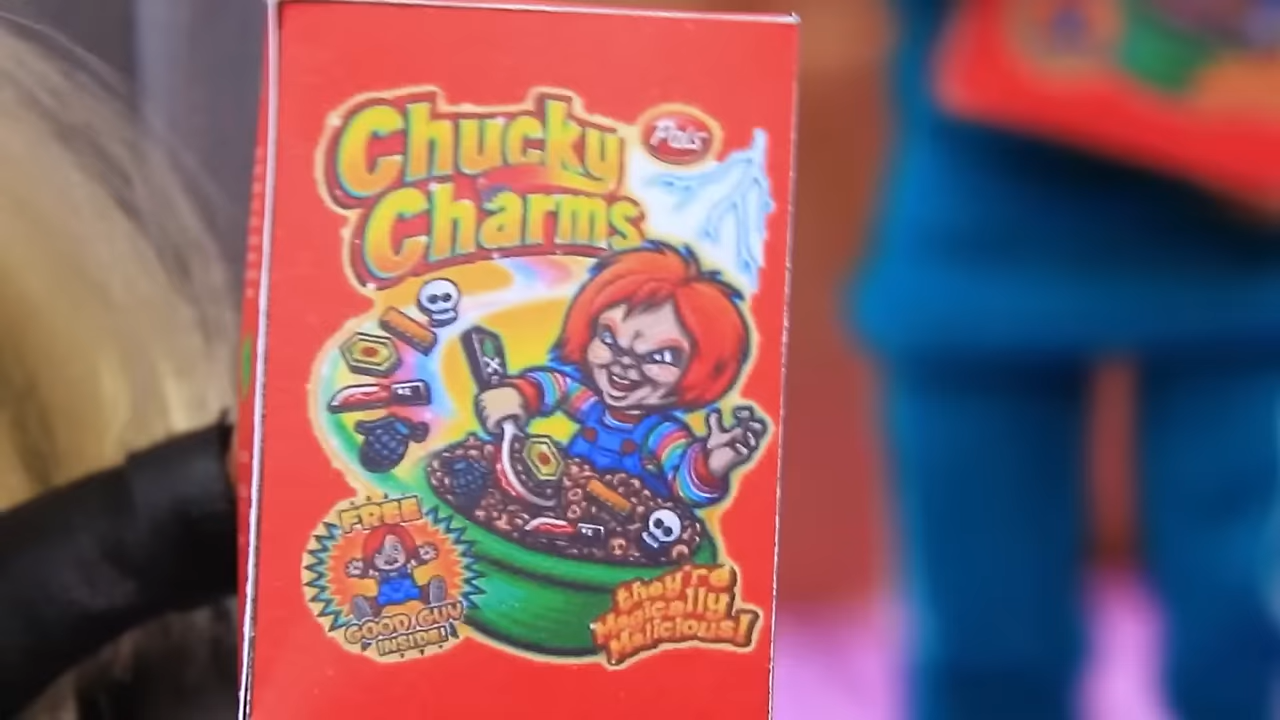 Chucky
Charms
Pals
FREE
GOOD GUY
INSIDE!
they're
Magically
Malicious!